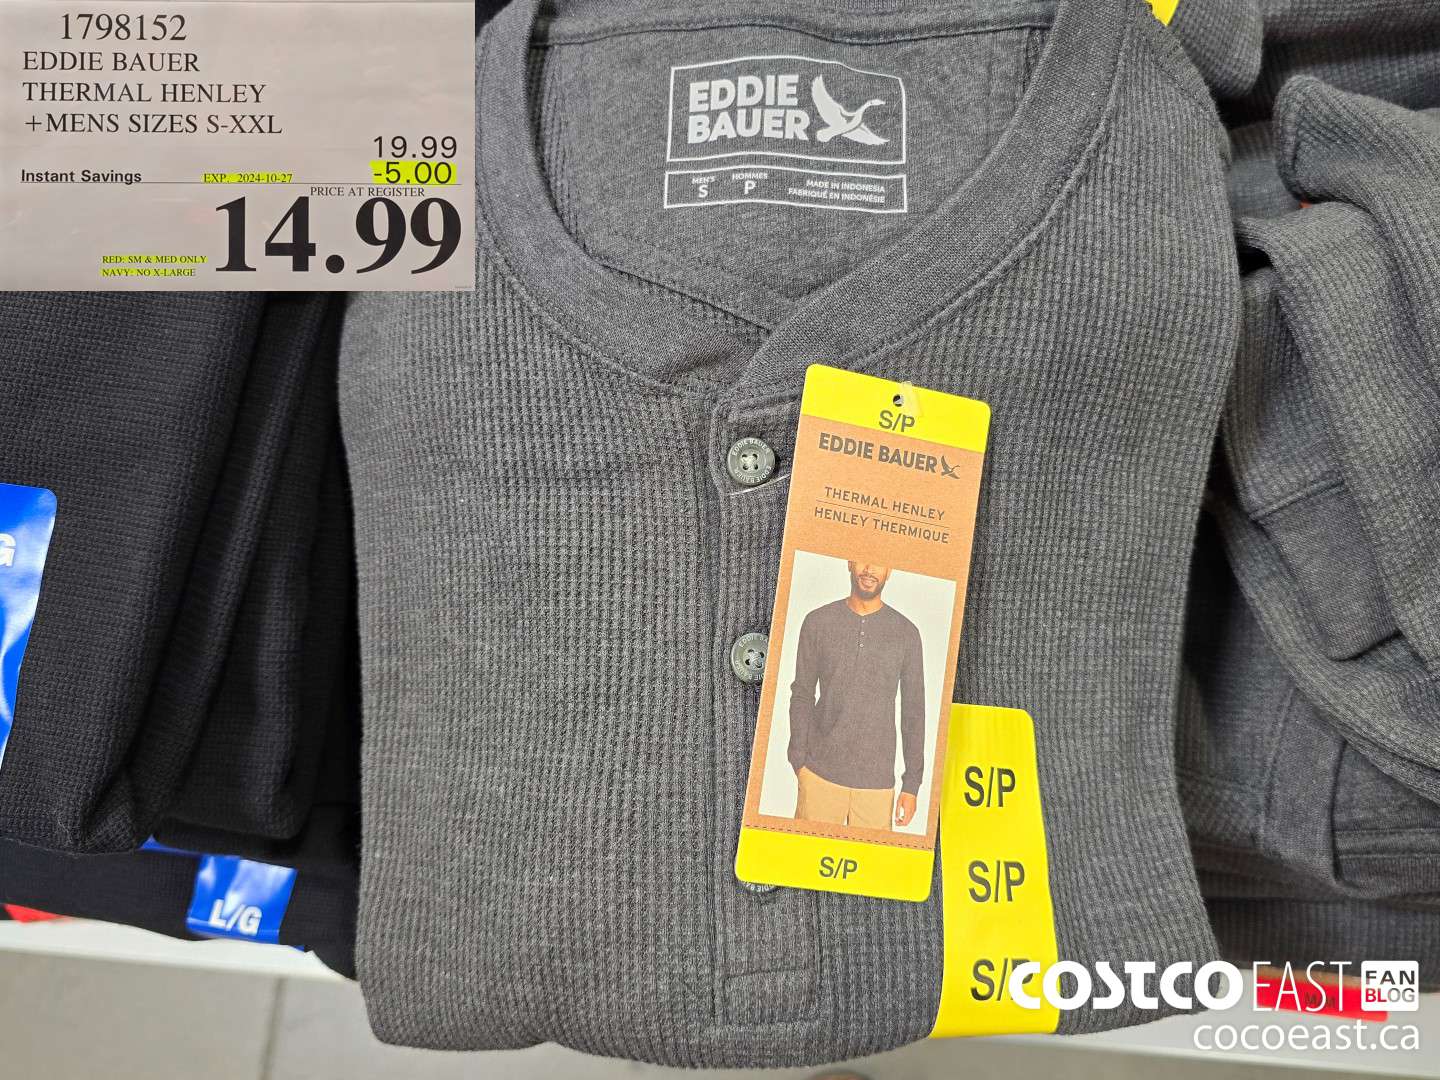 1798152
EDDIE BAUER
THERMAL HENLEY
+MENS SIZES S-XXL
19.99
Instant Savings EXP. 2024-10-27 -5.00
PRICE AT REGISTER
14.99
RED: SM & MED ONLY
NAVY: NO X-LARGE
EDDIE
BAUER
MEN'S HOMMES
S P
MADE IN INDONESIA
FABRIQUÉ EN INDONÉSIE
EDDIE BAUER
S/P
EDDIE BAUER
THERMAL HENLEY
HENLEY THERMIQUE
S/P
S/P
S/P
S/P
L/G
G
COSTCO EAST FAN
BLOG
cocoeast.ca